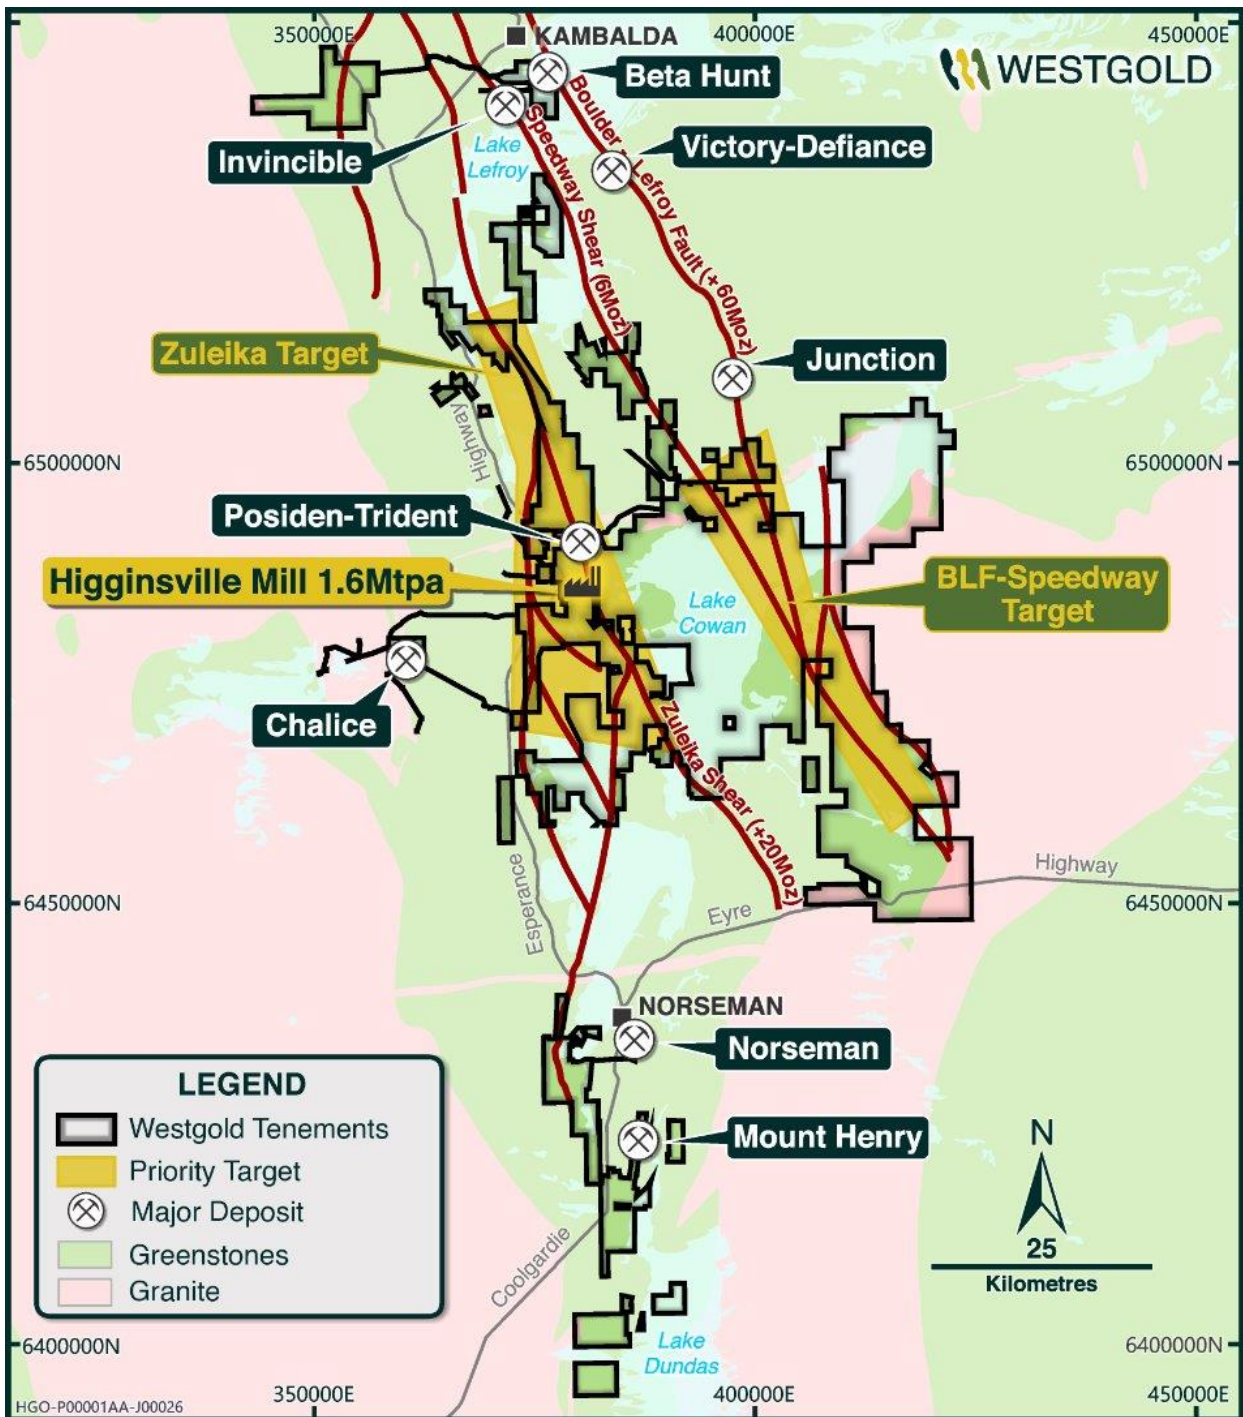 350000E
KAMBALDA
400000E
450000E
WESTGOLD
Beta Hunt
Invincible
Lake
Lefroy
Victory-Defiance
Boulder - Lefroy Fault (+60Moz)
Speedway Shear (6Moz)
Zuleika Target
Junction
Highway
6500000N
6500000N
Posiden-Trident
Higginsville Mill 1.6Mtpa
BLF-Speedway
Target
Lake
Cowan
Chalice
Zuleika Shear (+20Moz)
Esperance
Highway
Eyre
6450000N
6450000N
NORSEMAN
Norseman
Mount Henry
LEGEND
Westgold Tenements
Priority Target
Major Deposit
Greenstones
Granite
Coolgardie
N
25
Kilometres
6400000N
6400000N
Lake
Dundas
350000E
400000E
450000E
HGO-P00001AA-J00026